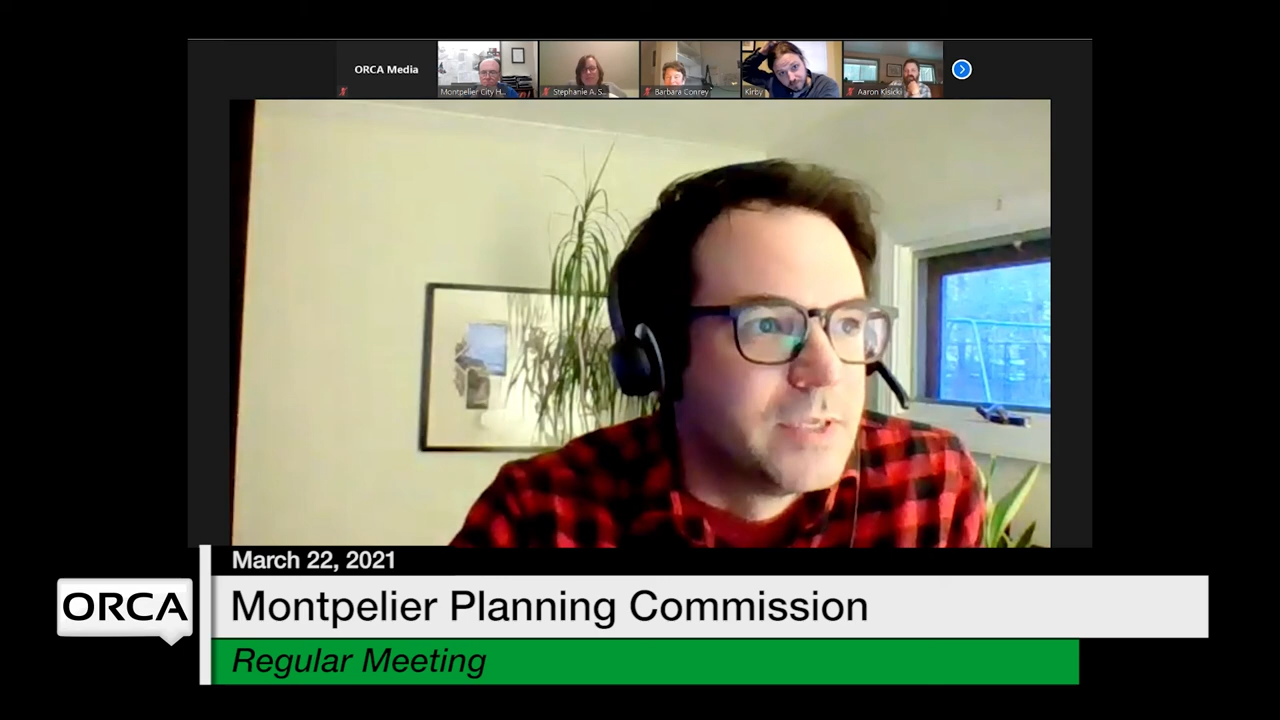 ORCA Media
Montpelier City H...
Stephanie A. S...
Barbara Conrey
Kirby
Aaron Kisicki
March 22, 2021
ORCA
Montpelier Planning Commission
Regular Meeting